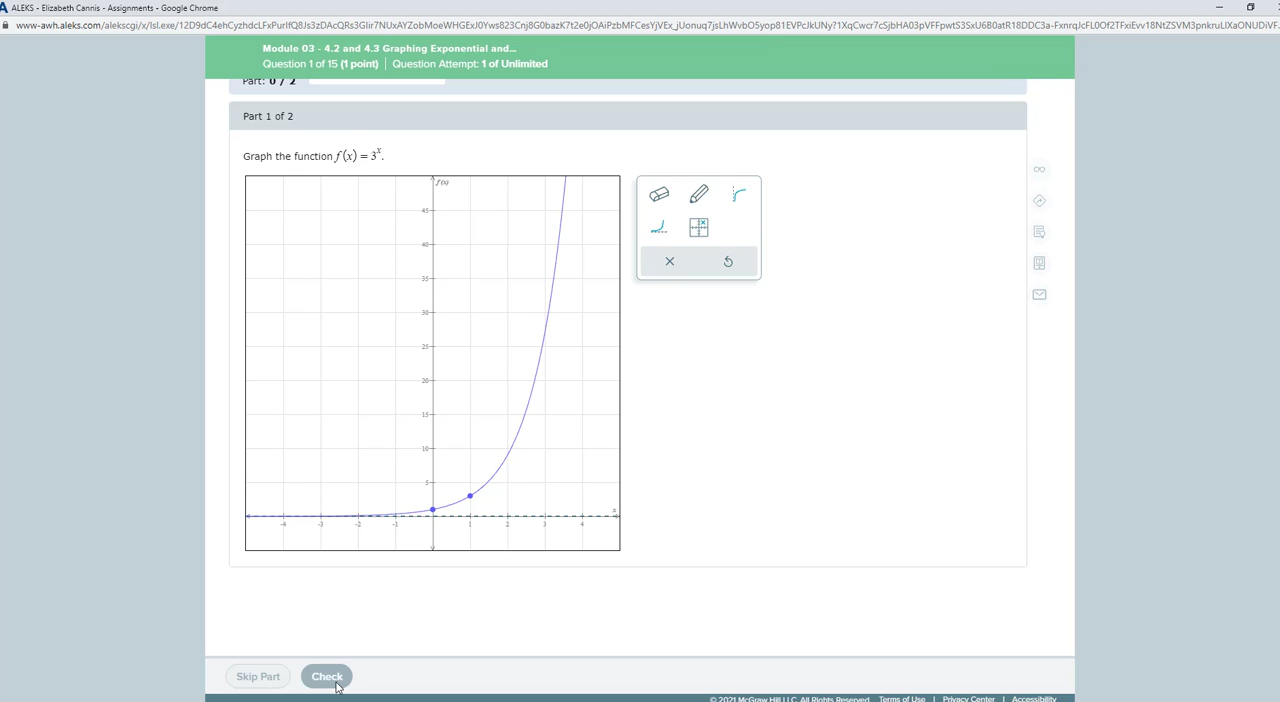 ALEKS - Elizabeth Cannis - Assignments - Google Chrome
Module 03 - 4.2 and 4.3 Graphing Exponential and...
Question 1 of 15 (1 point) | Question Attempt: 1 of Unlimited
Part: 0 / 2
Part 1 of 2
Graph the function f(x) = 3^x.
f(x)
45
40
35
30
25
20
15
10
5
x
-4 -3 -2 -1 1 2 3 4
Skip Part Check
© 2021 McGraw Hill LLC. All Rights Reserved. Terms of Use | Privacy Center | Accessibility